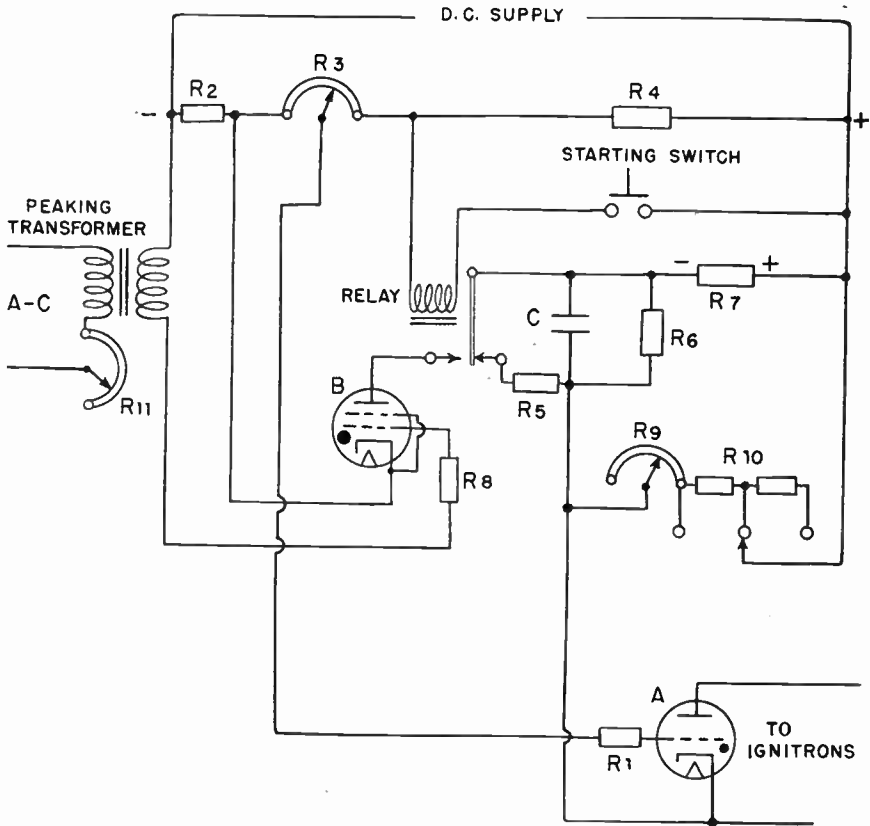 D.C. SUPPLY
R3
R2
R4
-
+
STARTING SWITCH
PEAKING
TRANSFORMER
- +
RELAY
R7
A-C
C
R6
B
R5
R11
R9
R10
R8
A
TO
IGNITRONS
R1